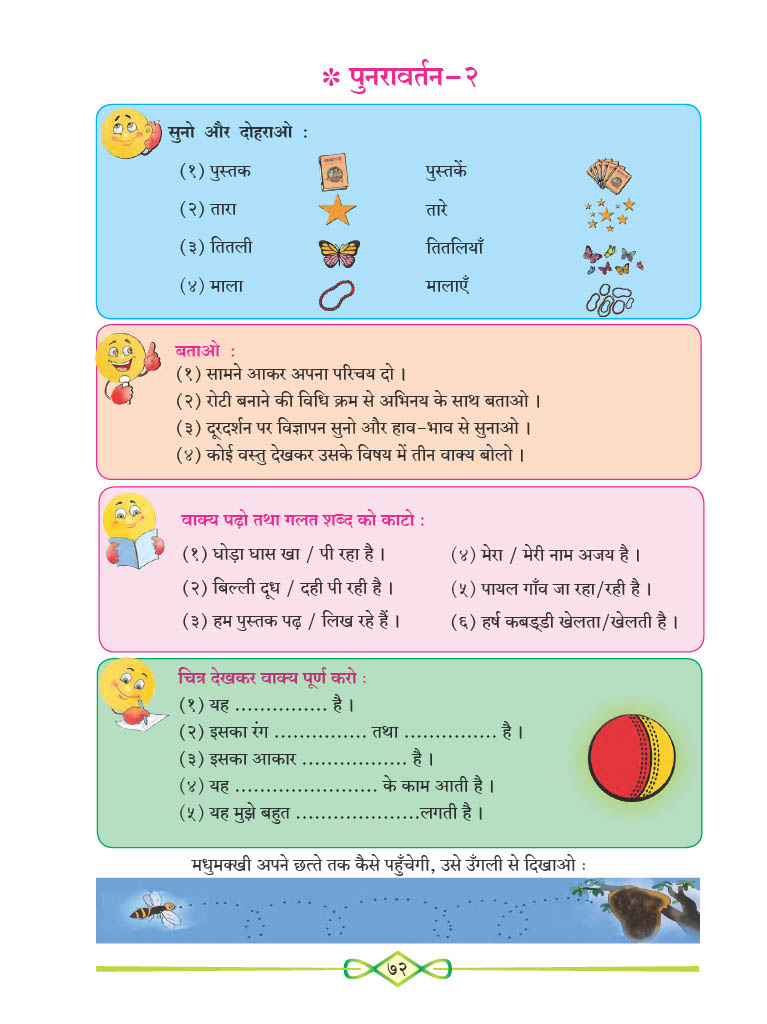 ✻ पुनरावर्तन-२
सुनो और दोहराओ :
(१) पुस्तक पुस्तकें
(२) तारा तारे
(३) तितली तितलियाँ
(४) माला मालाएँ
बताओ :
(१) सामने आकर अपना परिचय दो ।
(२) रोटी बनाने की विधि क्रम से अभिनय के साथ बताओ ।
(३) दूरदर्शन पर विज्ञापन सुनो और हाव-भाव से सुनाओ ।
(४) कोई वस्तु देखकर उसके विषय में तीन वाक्य बोलो ।
वाक्य पढ़ो तथा गलत शब्द को काटो :
(१) घोड़ा घास खा / पी रहा है ।
(२) बिल्ली दूध / दही पी रही है ।
(३) हम पुस्तक पढ़ / लिख रहे हैं ।
(४) मेरा / मेरी नाम अजय है ।
(५) पायल गाँव जा रहा/रही है ।
(६) हर्ष कबड्डी खेलता/खेलती है ।
चित्र देखकर वाक्य पूर्ण करो :
(१) यह ............... है ।
(२) इसका रंग ............... तथा ............... है ।
(३) इसका आकार ................. है ।
(४) यह ....................... के काम आती है ।
(५) यह मुझे बहुत ....................लगती है ।
मधुमक्खी अपने छत्ते तक कैसे पहुँचेगी, उसे उँगली से दिखाओ :
७२